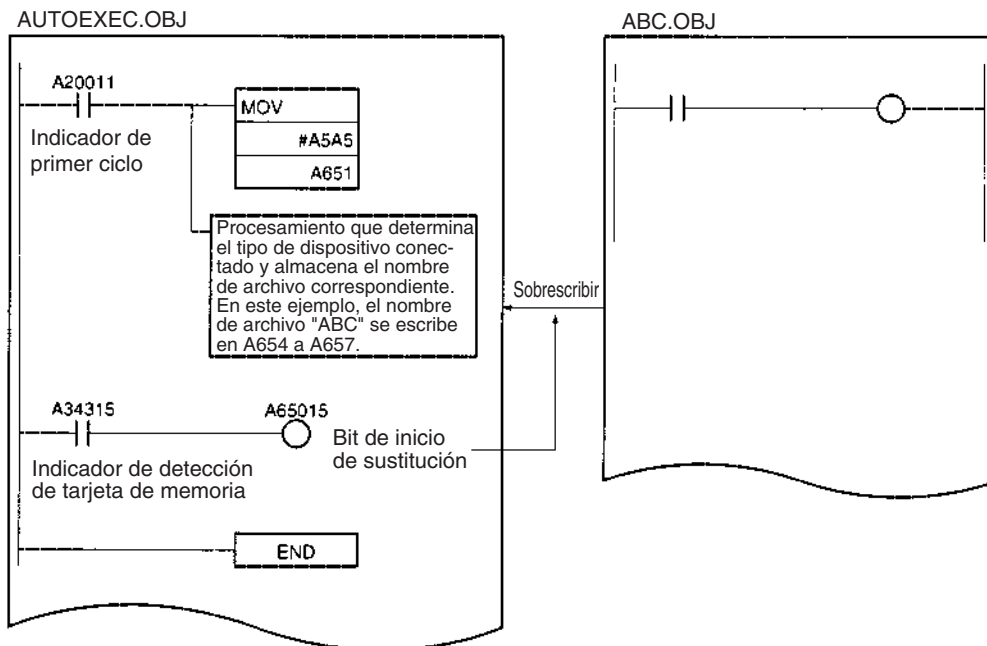 AUTOEXEC.OBJ
A20011
MOV
#A5A5
A651
Indicador de
primer ciclo
Procesamiento que determina
el tipo de dispositivo conec-
tado y almacena el nombre
de archivo correspondiente.
En este ejemplo, el nombre
de archivo "ABC" se escribe
en A654 a A657.
A34315
A65015
Indicador de detección
de tarjeta de memoria
Bit de inicio
de sustitución
END
Sobrescribir
ABC.OBJ